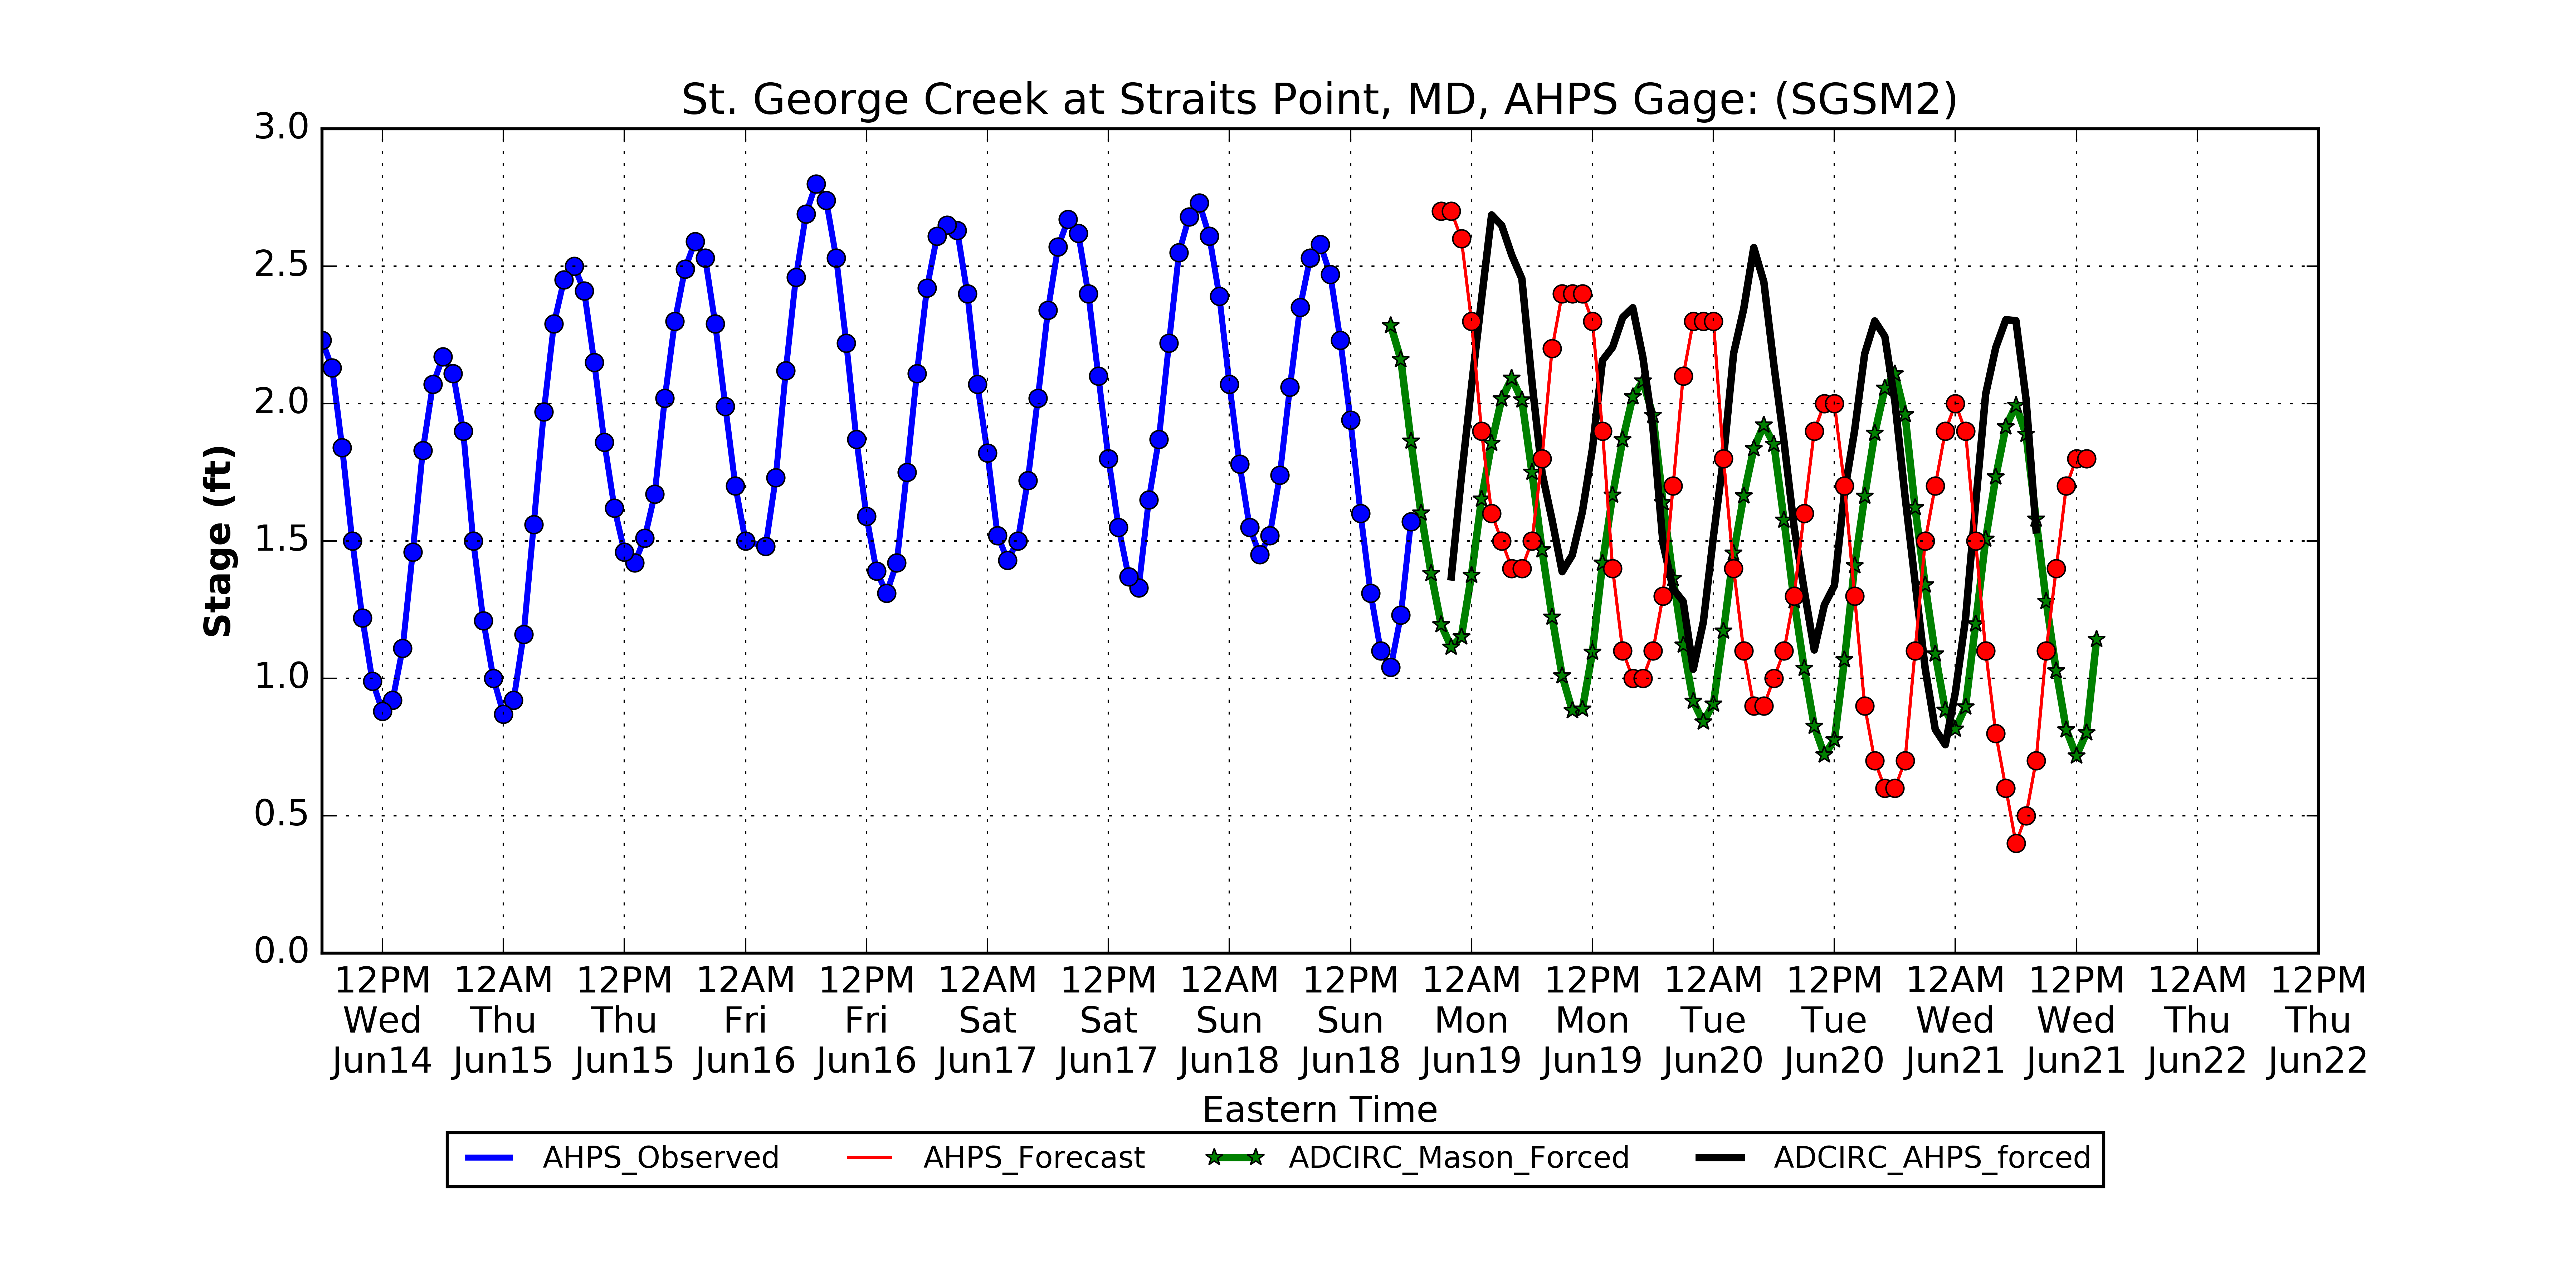 St. George Creek at Straits Point, MD, AHPS Gage: (SGSM2)
3.0
2.5
2.0
1.5
1.0
0.5
0.0
Stage (ft)
12PM 12AM 12PM 12AM 12PM 12AM 12PM 12AM 12PM 12AM 12PM 12AM 12PM 12AM 12PM 12AM 12PM
Wed Thu Thu Fri Fri Sat Sat Sun Sun Mon Mon Tue Tue Wed Wed Thu Thu
Jun14 Jun15 Jun15 Jun16 Jun16 Jun17 Jun17 Jun18 Jun18 Jun19 Jun19 Jun20 Jun20 Jun21 Jun21 Jun22 Jun22
Eastern Time
AHPS_Observed AHPS_Forecast ADCIRC_Mason_Forced ADCIRC_AHPS_forced